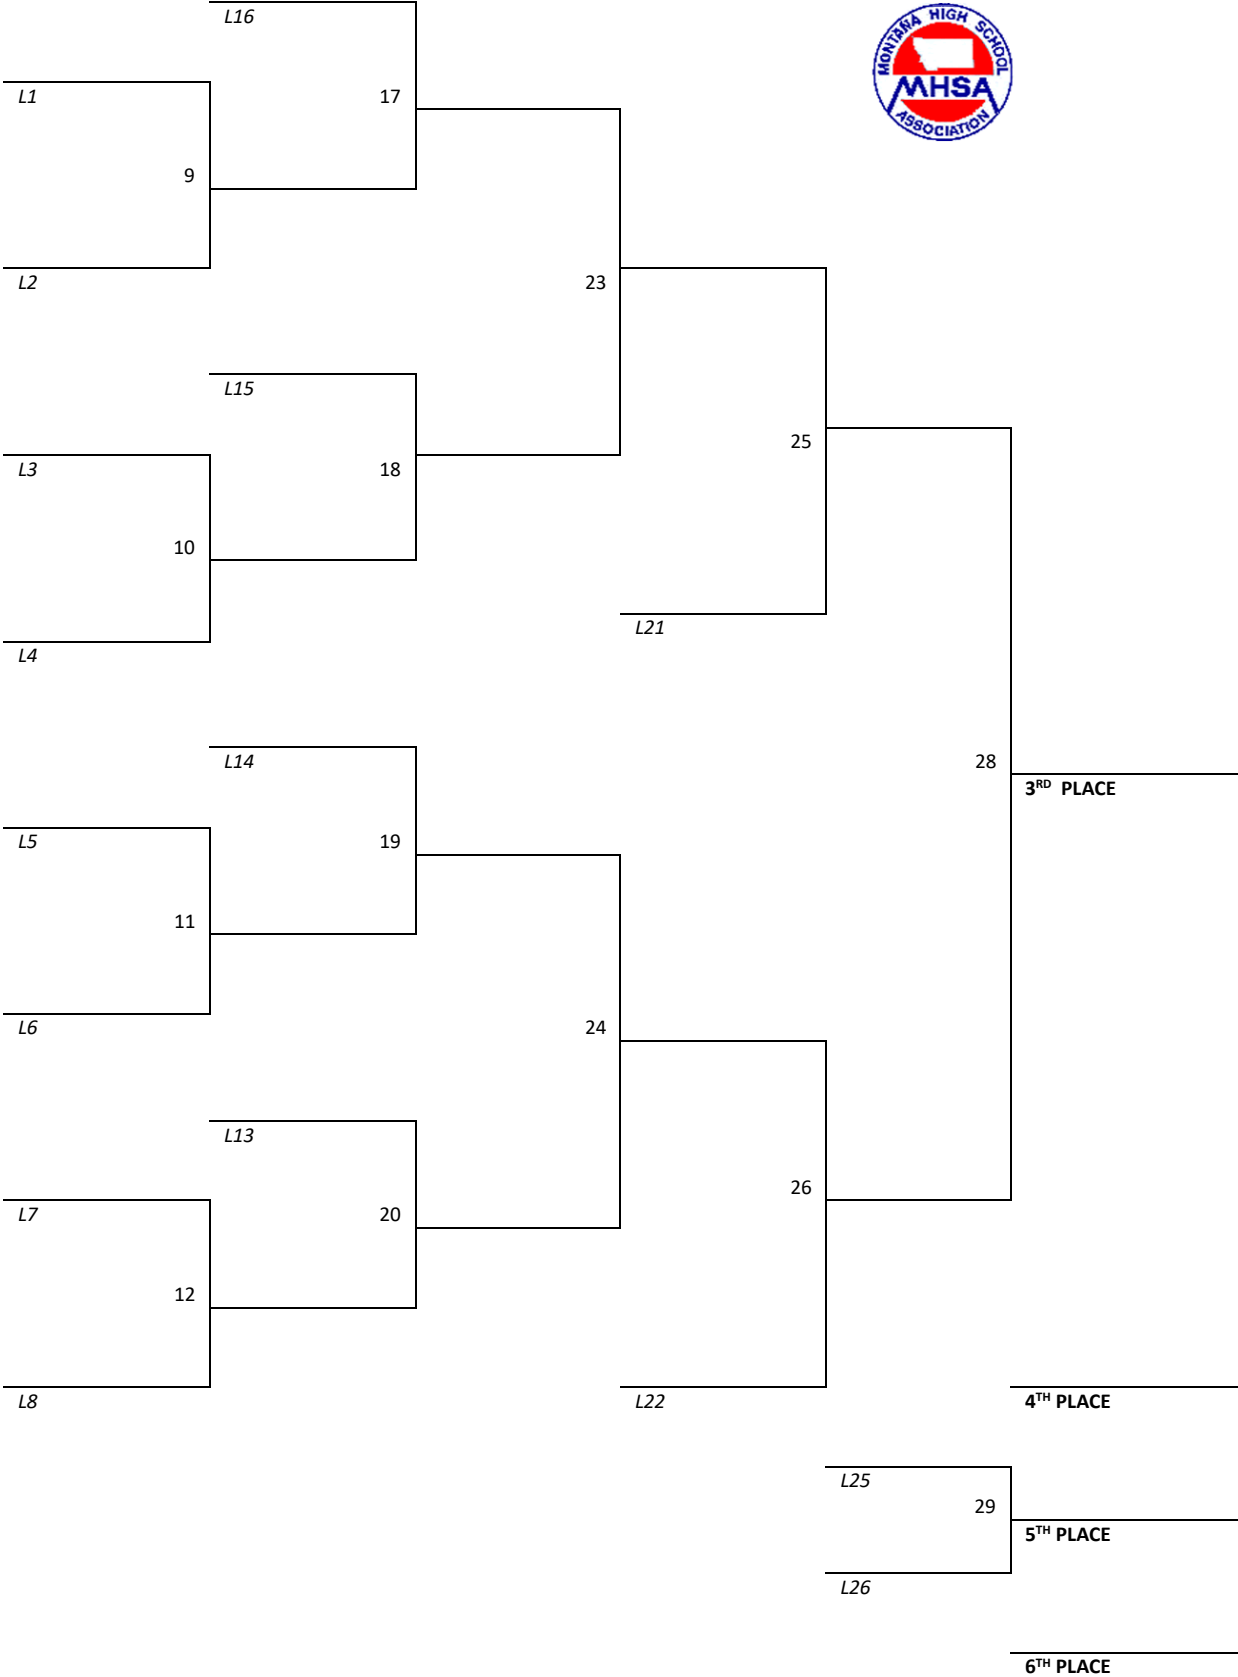 L16
MONTANA HIGH SCHOOL
MHSA
ASSOCIATION
L1
17
9
L2
23
L15
L3
18
25
10
L4
L21
L14
28
3RD PLACE
L5
19
11
L6
24
L13
26
L7
20
12
L8
L22
4TH PLACE
L25
29
5TH PLACE
L26
6TH PLACE